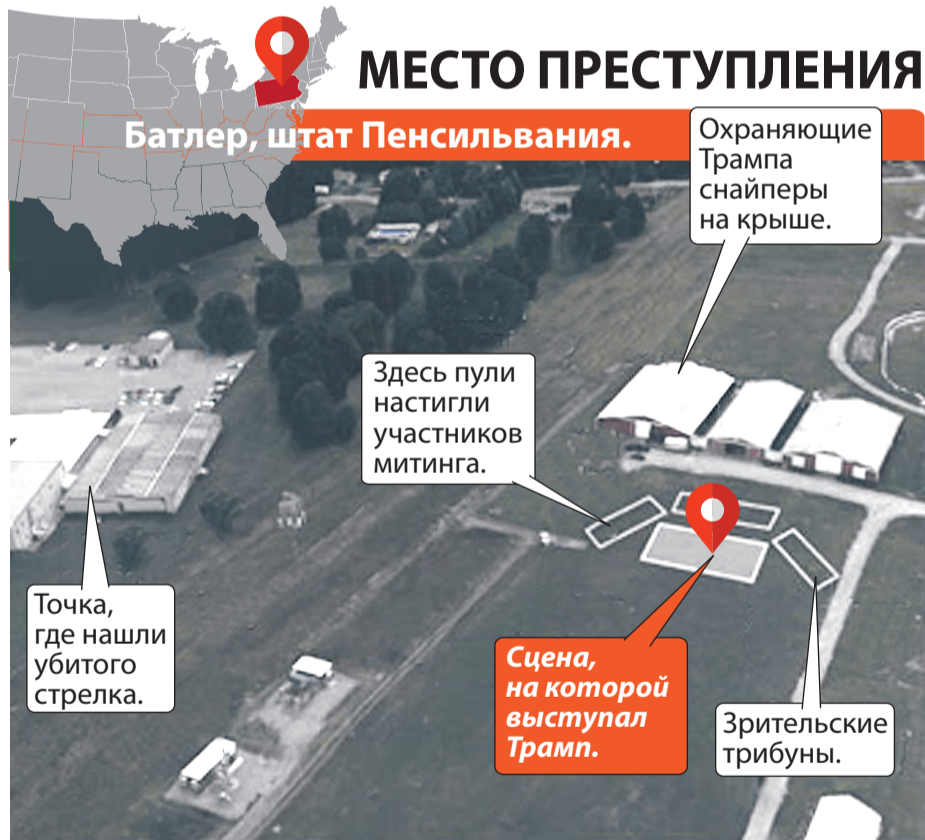 МЕСТО ПРЕСТУПЛЕНИЯ
Батлер, штат Пенсильвания.
Охраняющие
Трампа
снайперы
на крыше.
Здесь пули
настигли
участников
митинга.
Точка,
где нашли
убитого
стрелка.
Сцена,
на которой
выступал
Трамп.
Зрительские
трибуны.